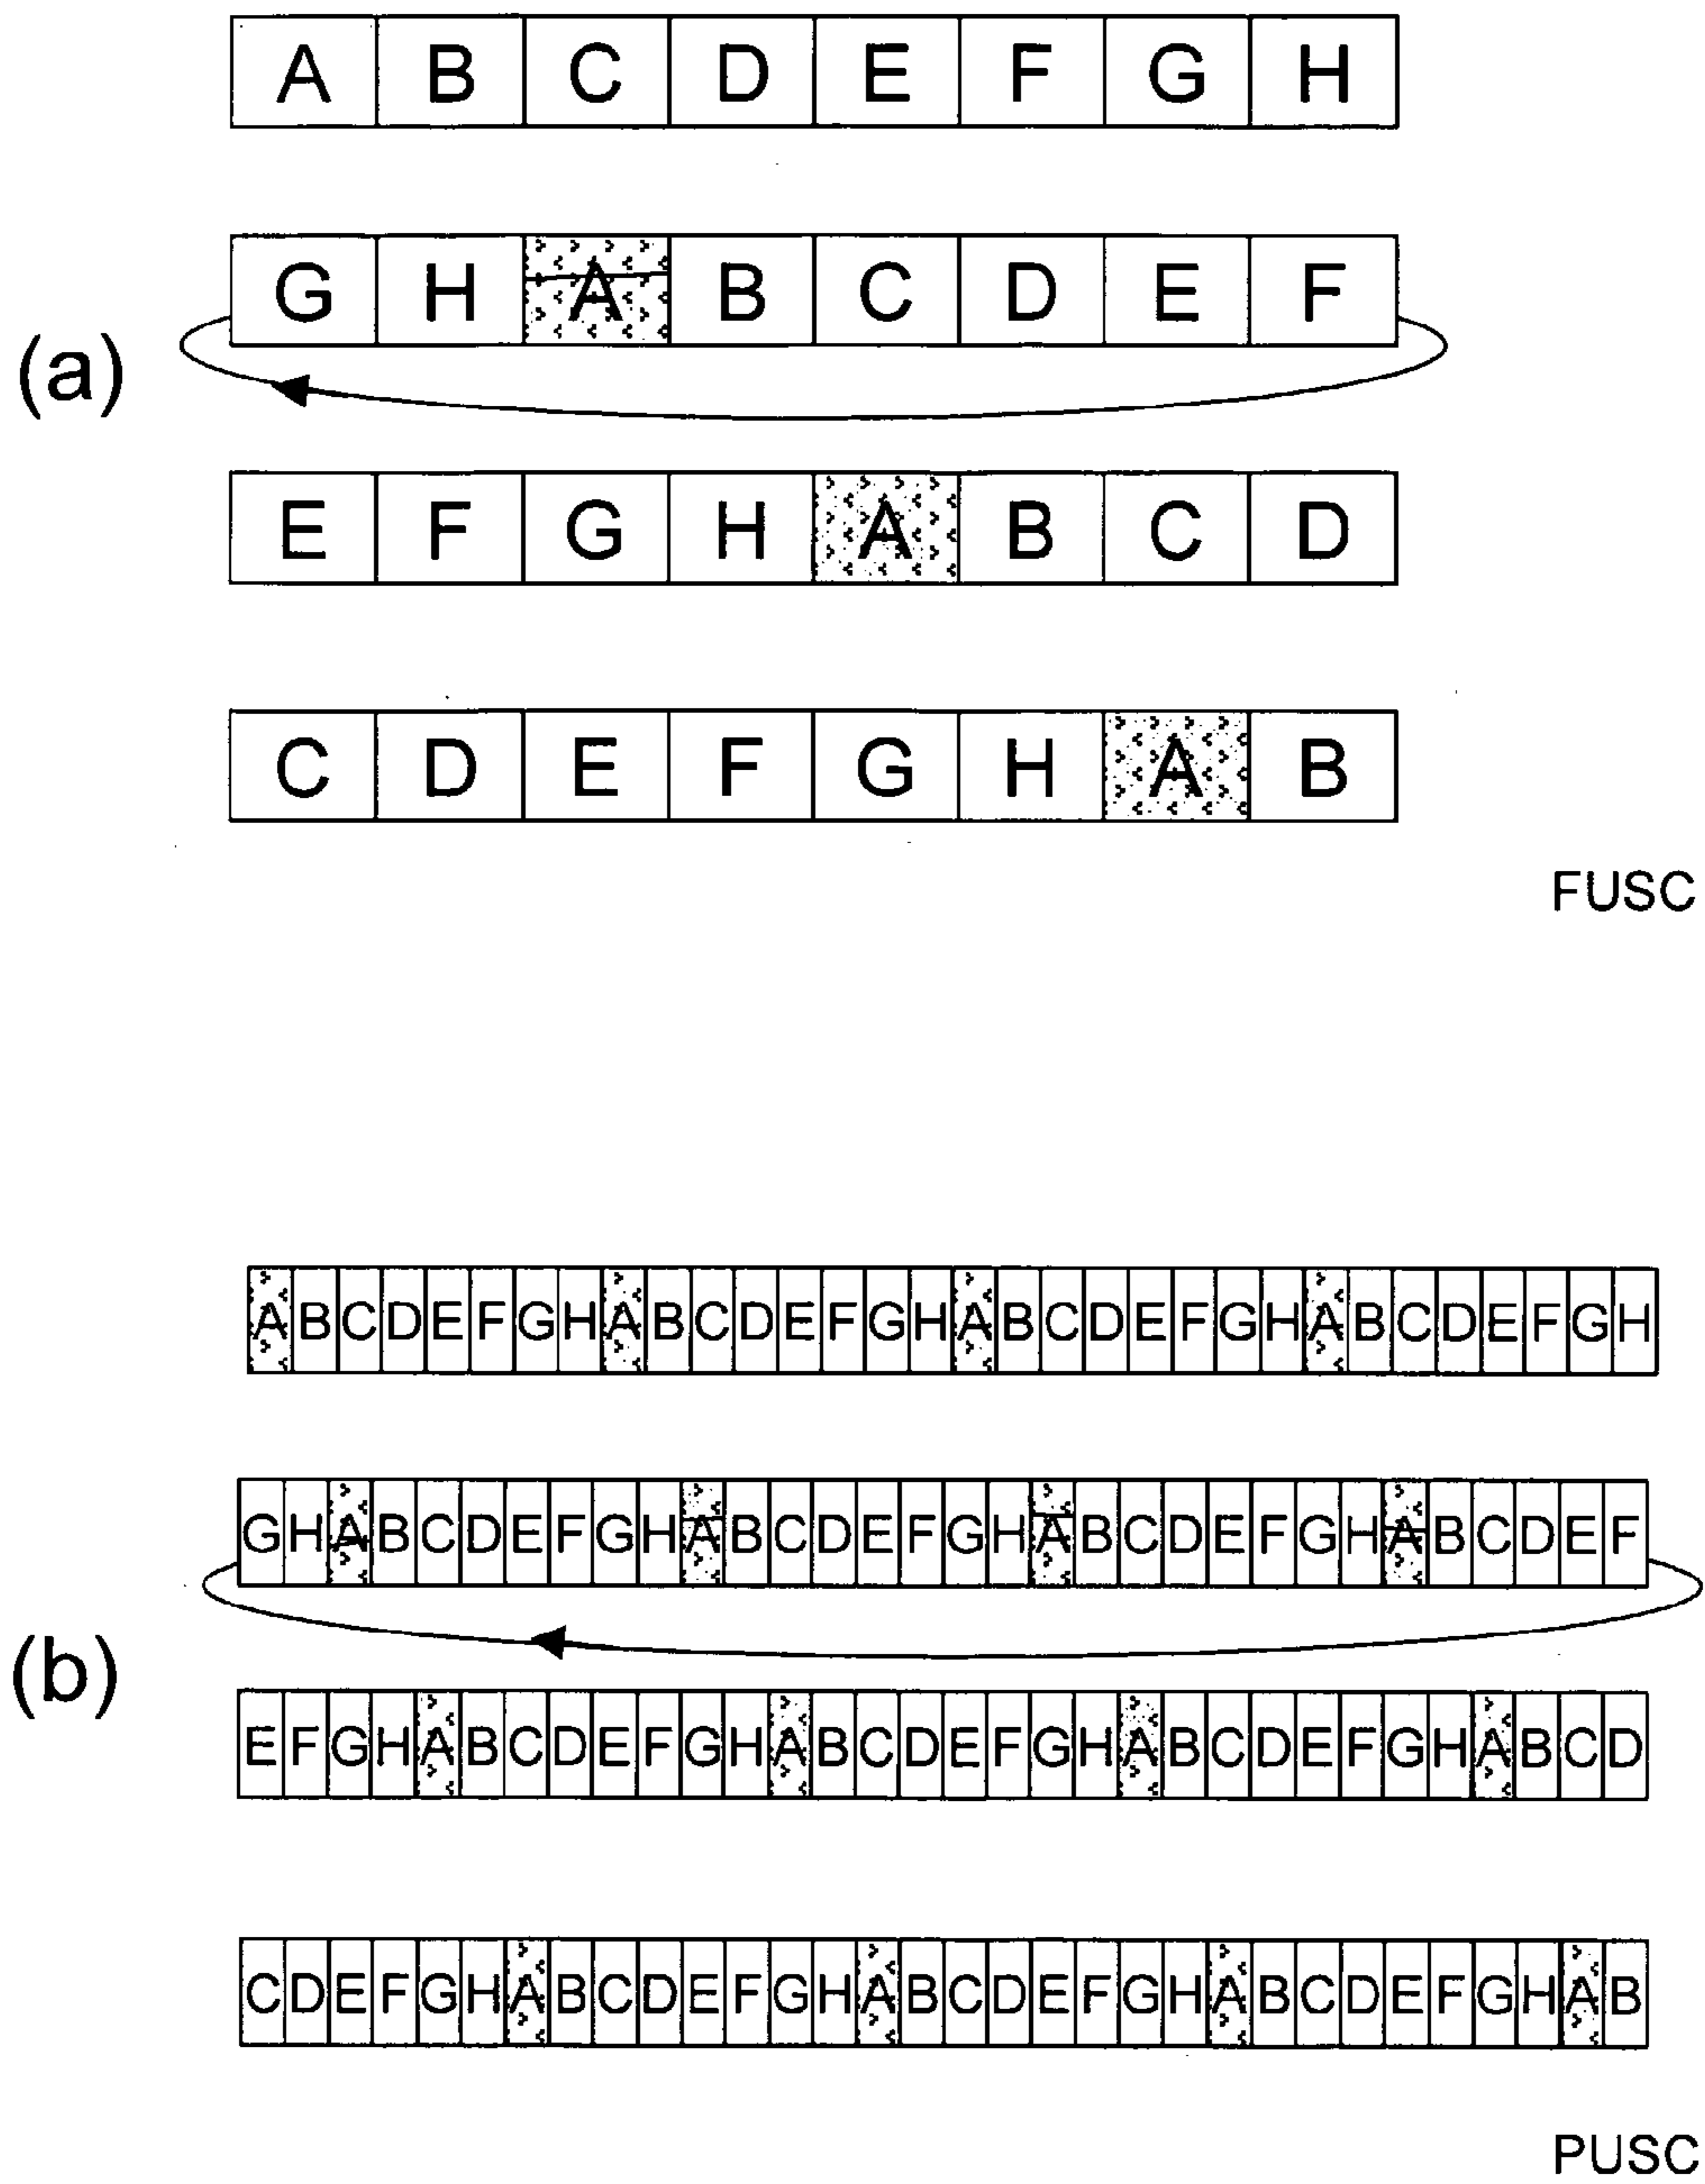 A B C D E F G H
G H A B C D E F
(a)
E F G H A B C D
C D E F G H A B
FUSC
A B C D E F G H A B C D E F G H A B C D E F G H A B C D E F G H
G H A B C D E F G H A B C D E F G H A B C D E F G H A B C D E F
(b)
E F G H A B C D E F G H A B C D E F G H A B C D E F G H A B C D
C D E F G H A B C D E F G H A B C D E F G H A B C D E F G H A B
PUSC